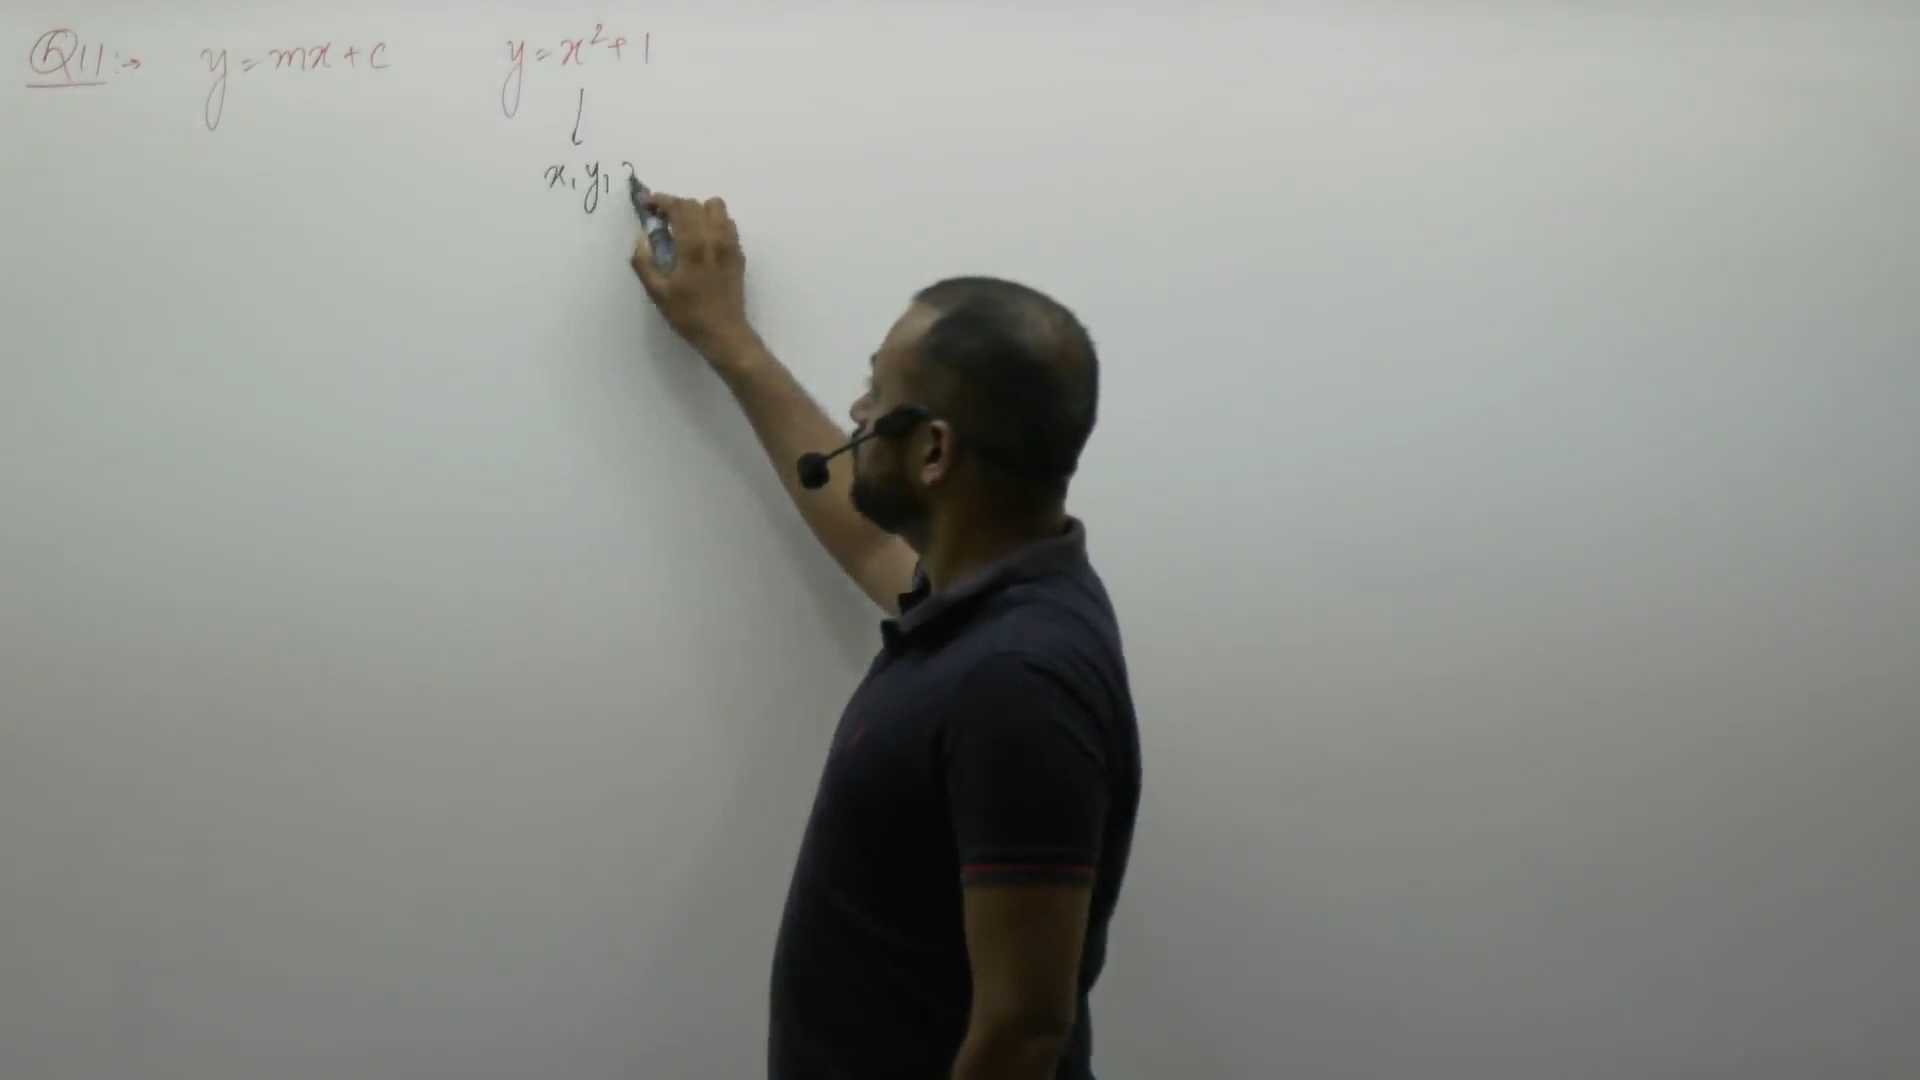 Q11:→ y = mx + c y = x² + 1
x₁ y₁